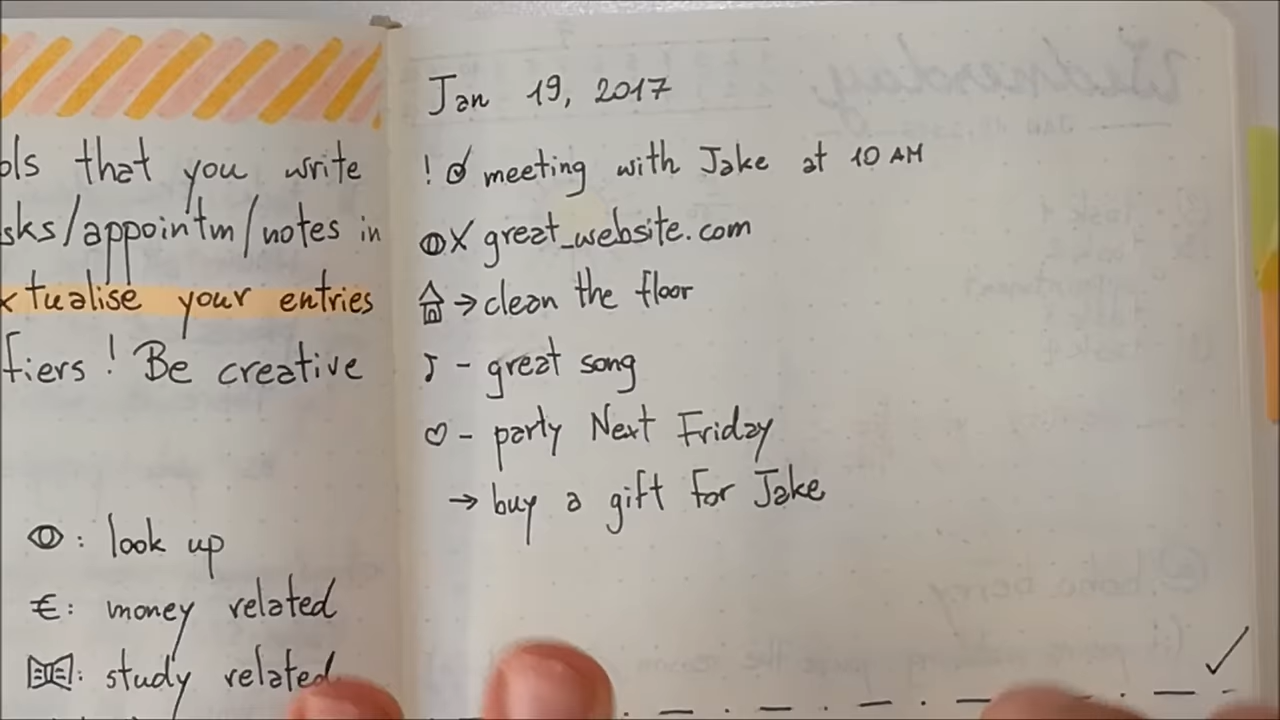 ols that you write
sks/appointm/notes in
xtualise your entries
fiers! Be creative
: look up
€: money related
: study related
Jan 19, 2017
! meeting with Jake at 10 AM
X great_website.com
→ clean the floor
♪ - great song
♡ - party Next Friday
→ buy a gift for Jake
✓